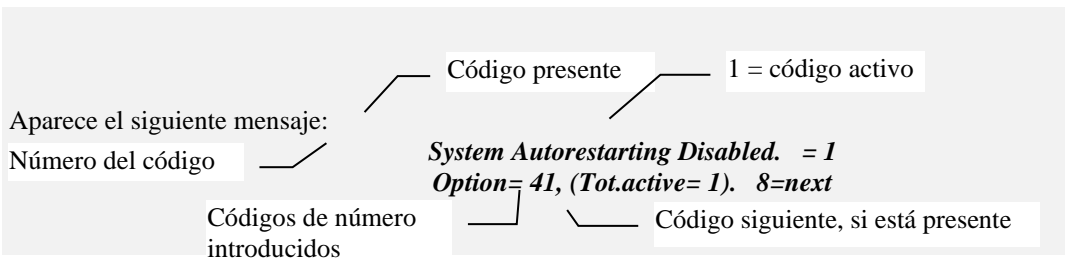 Código presente
1 = código activo
Aparece el siguiente mensaje:
Número del código
System Autorestarting Disabled. = 1
Option= 41, (Tot.active= 1). 8=next
Códigos de número
introducidos
Código siguiente, si está presente